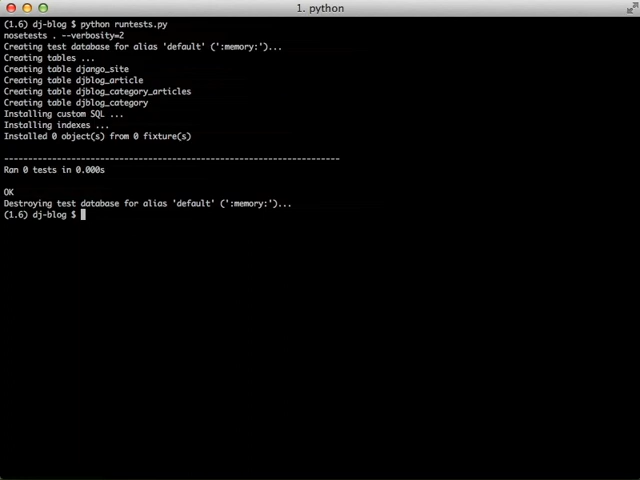 1. python
(1.6) dj-blog $ python runtests.py
nosetests . --verbosity=2
Creating test database for alias 'default' (':memory:')...
Creating tables ...
Creating table django_site
Creating table djblog_article
Creating table djblog_category_articles
Creating table djblog_category
Installing custom SQL ...
Installing indexes ...
Installed 0 object(s) from 0 fixture(s)
----------------------------------------------------------------------
Ran 0 tests in 0.000s
OK
Destroying test database for alias 'default' (':memory:')...
(1.6) dj-blog $